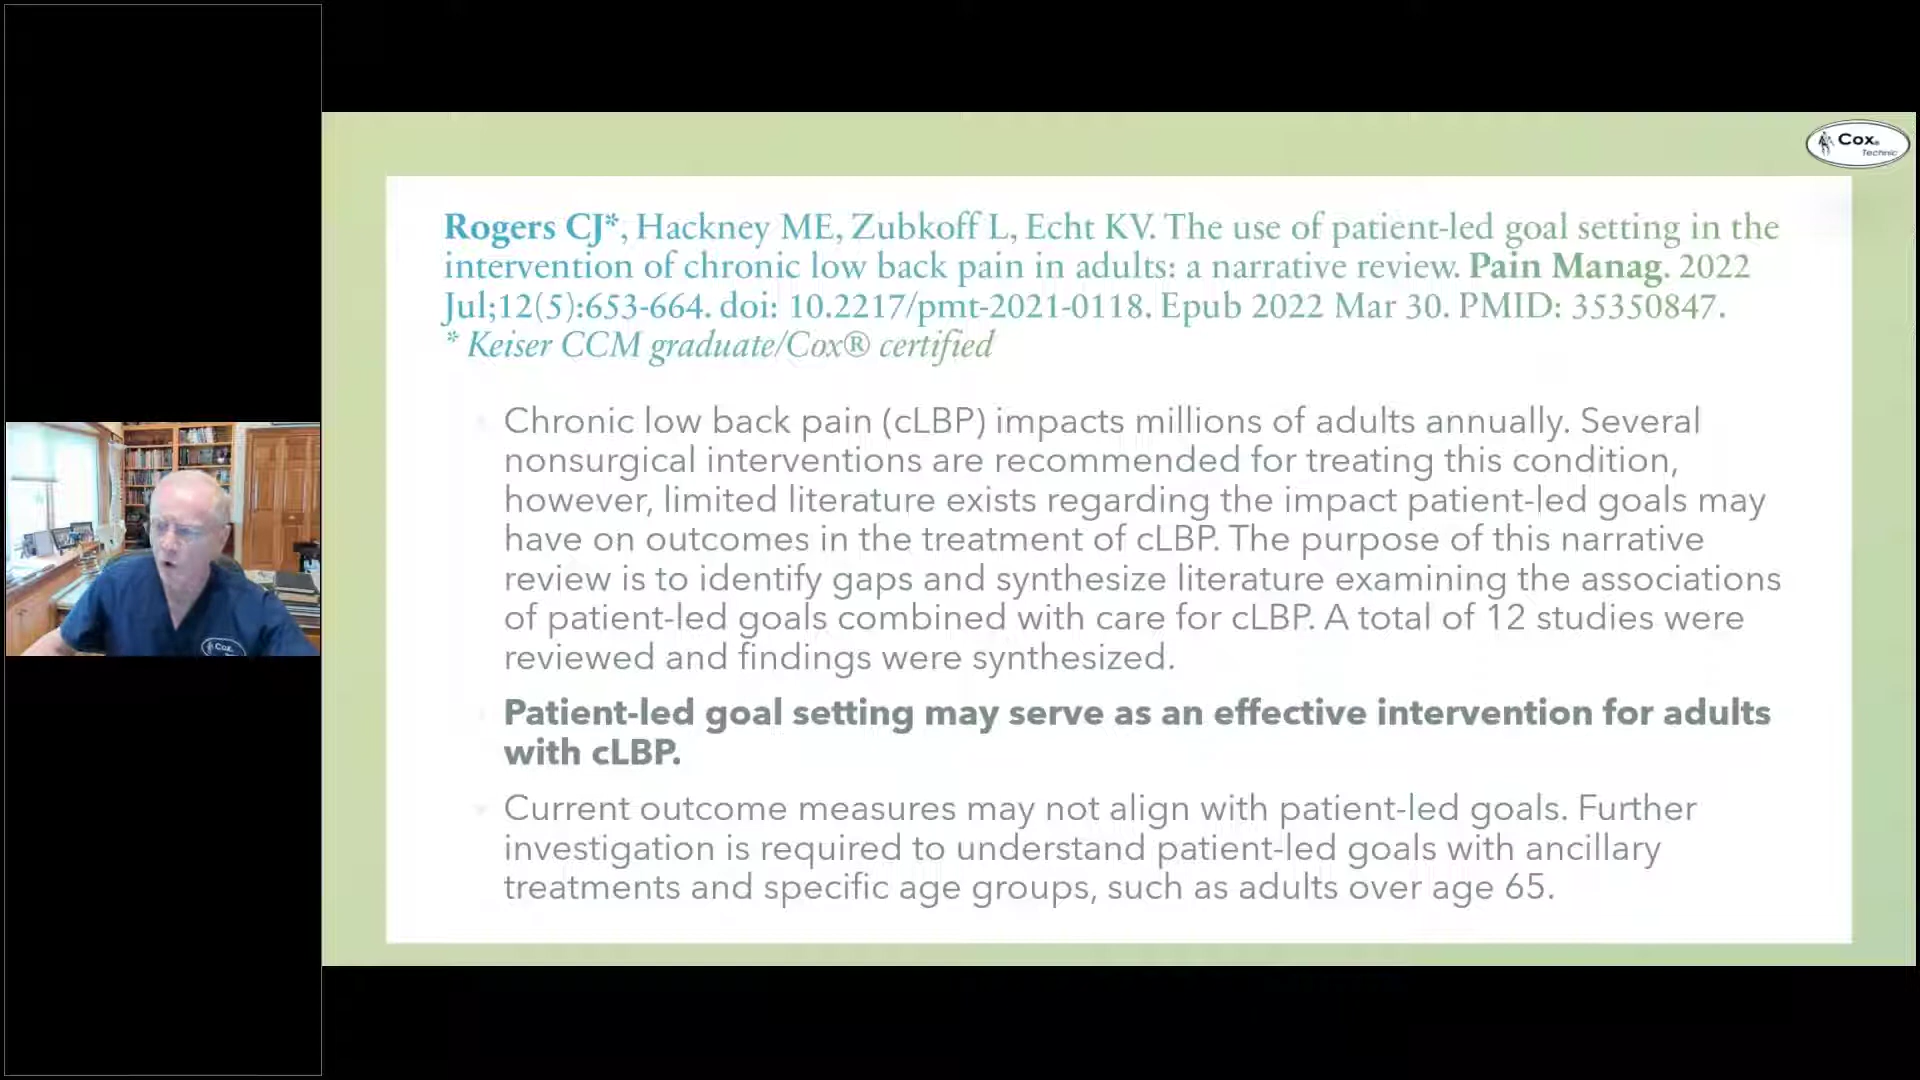 Cox®
Technic
Rogers CJ*, Hackney ME, Zubkoff L, Echt KV. The use of patient-led goal setting in the
intervention of chronic low back pain in adults: a narrative review. Pain Manag. 2022
Jul;12(5):653-664. doi: 10.2217/pmt-2021-0118. Epub 2022 Mar 30. PMID: 35350847.
* Keiser CCM graduate/Cox® certified
Chronic low back pain (cLBP) impacts millions of adults annually. Several
nonsurgical interventions are recommended for treating this condition,
however, limited literature exists regarding the impact patient-led goals may
have on outcomes in the treatment of cLBP. The purpose of this narrative
review is to identify gaps and synthesize literature examining the associations
of patient-led goals combined with care for cLBP. A total of 12 studies were
reviewed and findings were synthesized.
Patient-led goal setting may serve as an effective intervention for adults
with cLBP.
Current outcome measures may not align with patient-led goals. Further
investigation is required to understand patient-led goals with ancillary
treatments and specific age groups, such as adults over age 65.
Cox